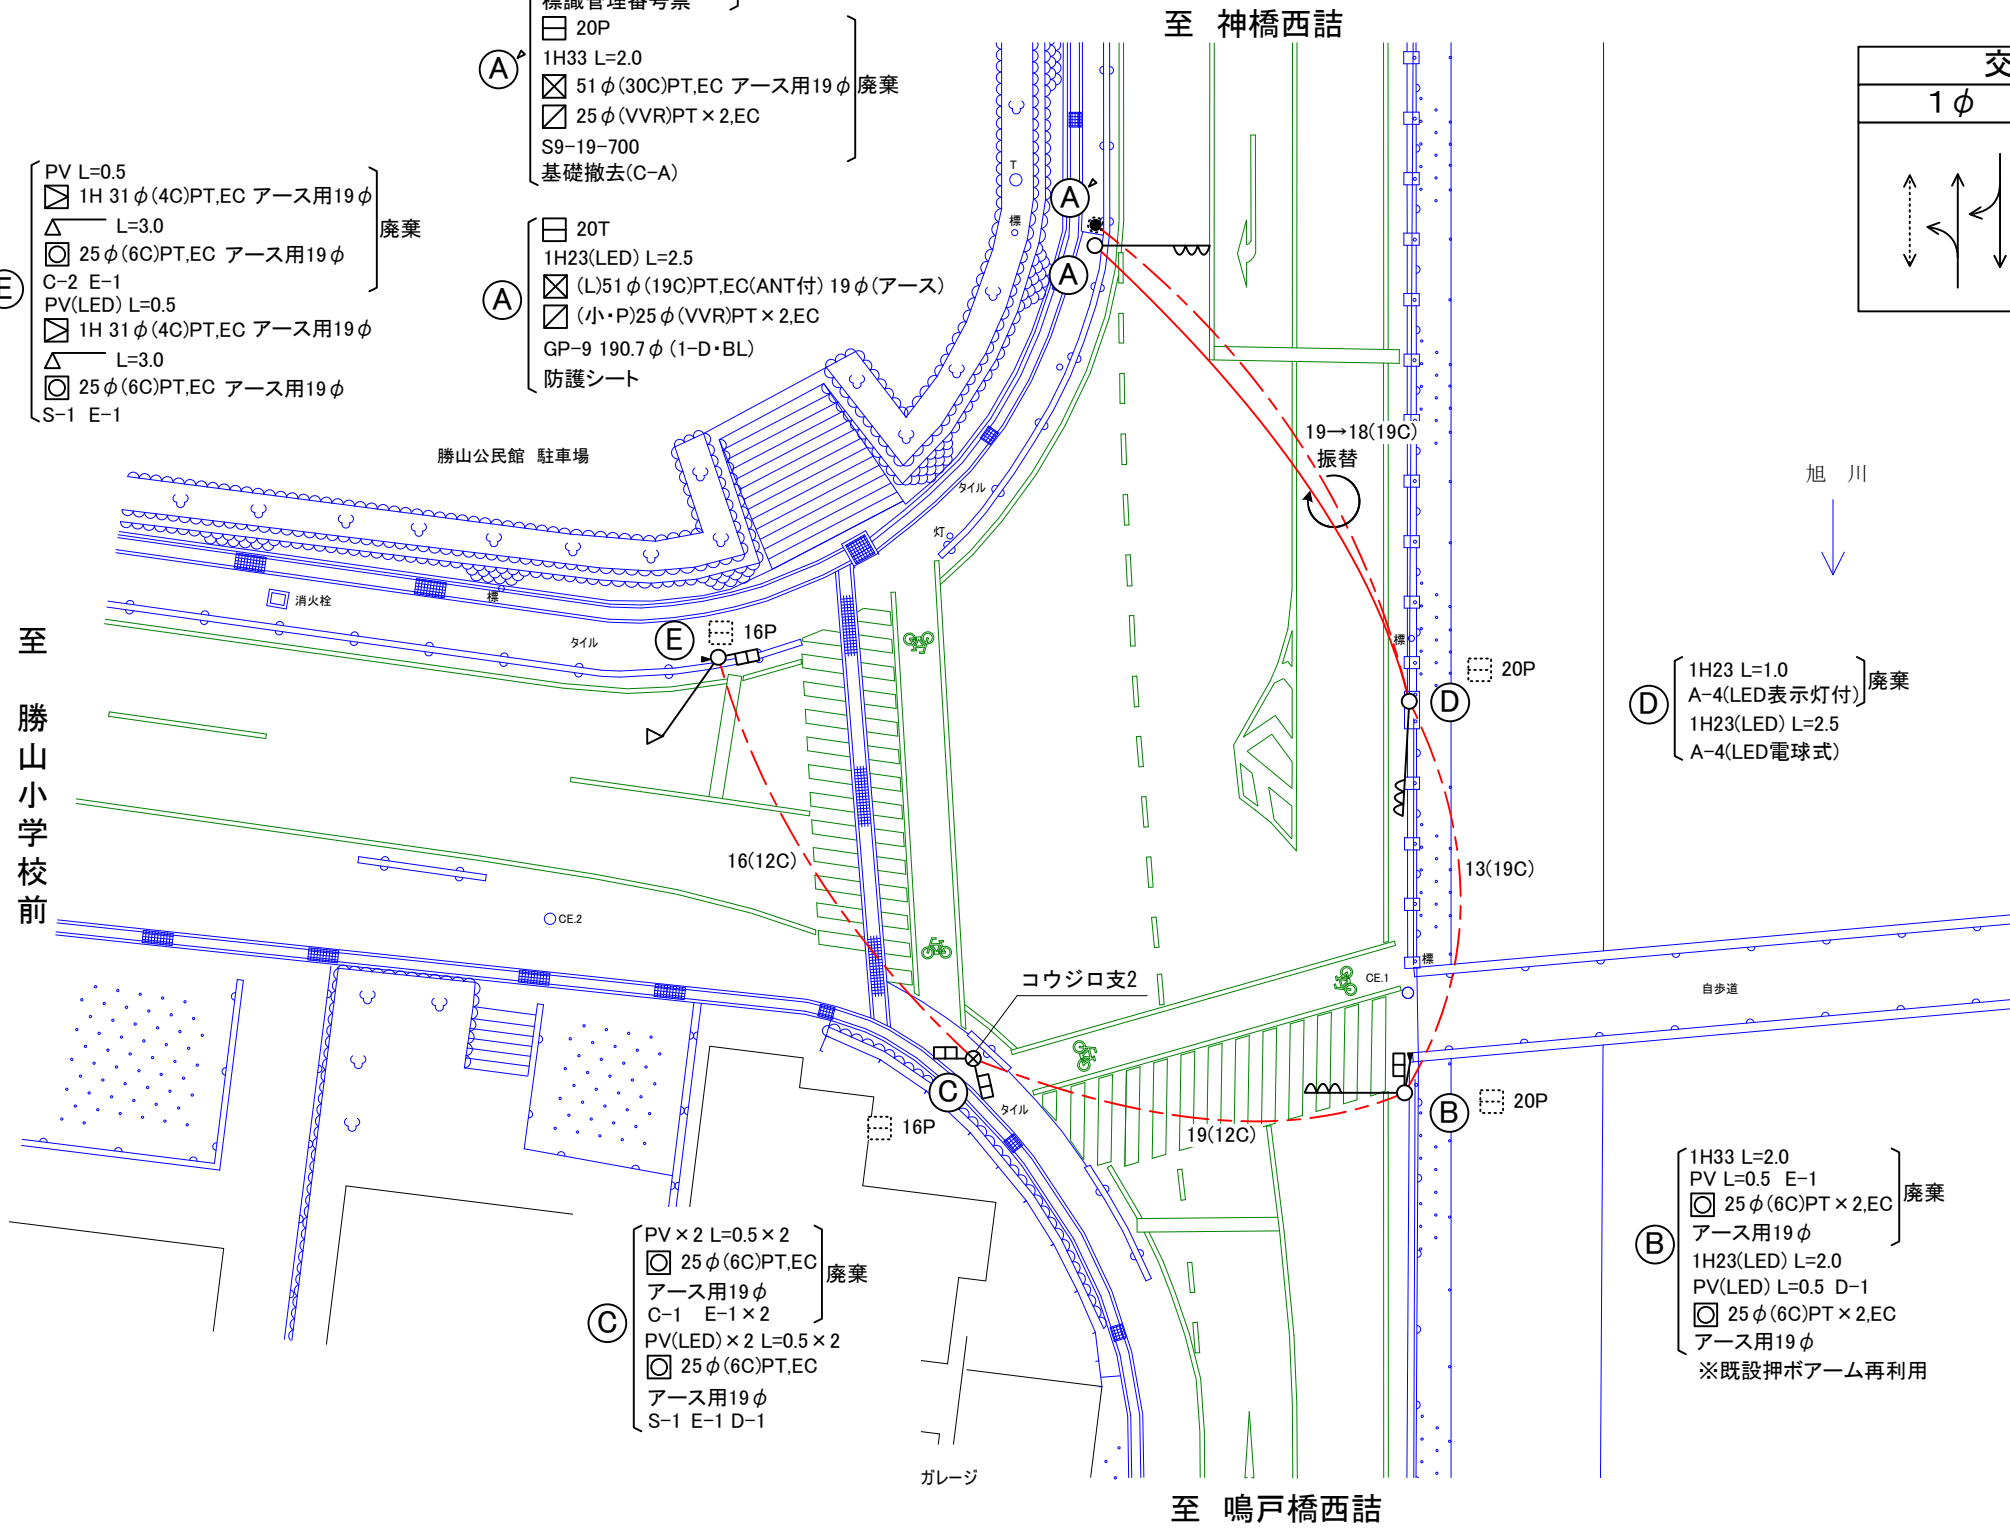 標識管理番号票
20P
1H33 L=2.0
51φ(30C)PT,EC アース用19φ 廃棄
25φ(VVR)PT×2,EC
S9-19-700
基礎撤去(C-A)
A
至 神橋西詰
交
1φ
PV L=0.5
1H 31φ(4C)PT,EC アース用19φ
L=3.0
廃棄
25φ(6C)PT,EC アース用19φ
C-2 E-1
PV(LED) L=0.5
1H 31φ(4C)PT,EC アース用19φ
L=3.0
25φ(6C)PT,EC アース用19φ
S-1 E-1
E
20T
1H23(LED) L=2.5
(L)51φ(19C)PT,EC(ANT付) 19φ(アース)
(小・P)25φ(VVR)PT×2,EC
GP-9 190.7φ (1-D・BL)
防護シート
A
T
標
A
A
勝山公民館 駐車場
タイル
灯
19→18(19C)
振替
旭 川
消火栓
標
タイル
E
16P
至 勝山小学校前
標
20P
D
1H23 L=1.0
A-4(LED表示灯付)
廃棄
1H23(LED) L=2.5
A-4(LED電球式)
D
16(12C)
13(19C)
CE.2
コウジロ支2
CE.1
標
自歩道
C
タイル
16P
19(12C)
B
20P
1H33 L=2.0
PV L=0.5 E-1
25φ(6C)PT×2,EC
アース用19φ
廃棄
1H23(LED) L=2.0
PV(LED) L=0.5 D-1
25φ(6C)PT×2,EC
アース用19φ
※既設押ボアーム再利用
B
PV×2 L=0.5×2
25φ(6C)PT,EC
アース用19φ
C-1 E-1×2
廃棄
PV(LED)×2 L=0.5×2
25φ(6C)PT,EC
アース用19φ
S-1 E-1 D-1
C
ガレージ
至 鳴戸橋西詰